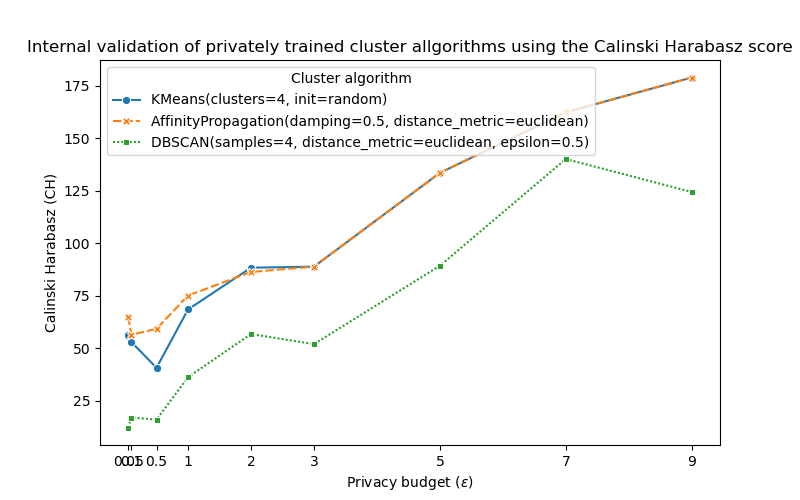 Internal validation of privately trained cluster allgorithms using the Calinski Harabasz score
Cluster algorithm
KMeans(clusters=4, init=random)
AffinityPropagation(damping=0.5, distance_metric=euclidean)
DBSCAN(samples=4, distance_metric=euclidean, epsilon=0.5)
Calinski Harabasz (CH)
175
150
125
100
75
50
25
0.5 1 2 3 5 7 9
Privacy budget (ε)